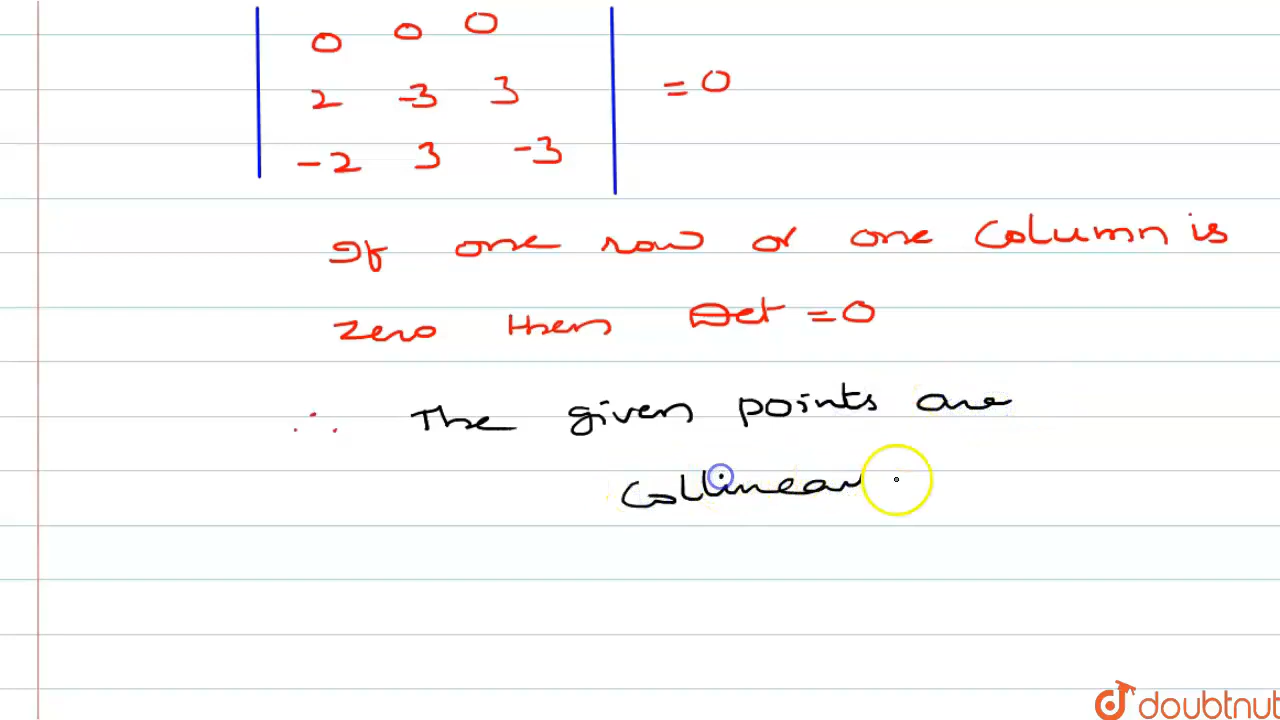 0 0 0
2 -3 3 = 0
-2 3 -3
If one row or one column is
zero then Det = 0
∴ The given points are
collinear
doubtnut